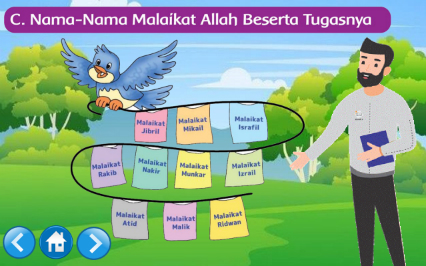 C. Nama-Nama Malaikat Allah Beserta Tugasnya
Malaikat
Jibril
Malaikat
Mikail
Malaikat
Israfil
Malaikat
Rakib
Malaikat
Nakir
Malaikat
Munkar
Malaikat
Izrail
Malaikat
Atid
Malaikat
Malik
Malaikat
Ridwan